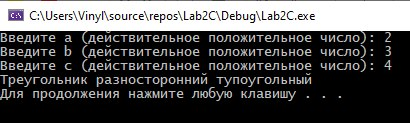 C:\Users\Vinyl\source\repos\Lab2C\Debug\Lab2C.exe
Введите a (действительное положительное число): 2
Введите b (действительное положительное число): 3
Введите c (действительное положительное число): 4
Треугольник разносторонний тупоугольный
Для продолжения нажмите любую клавишу . . .